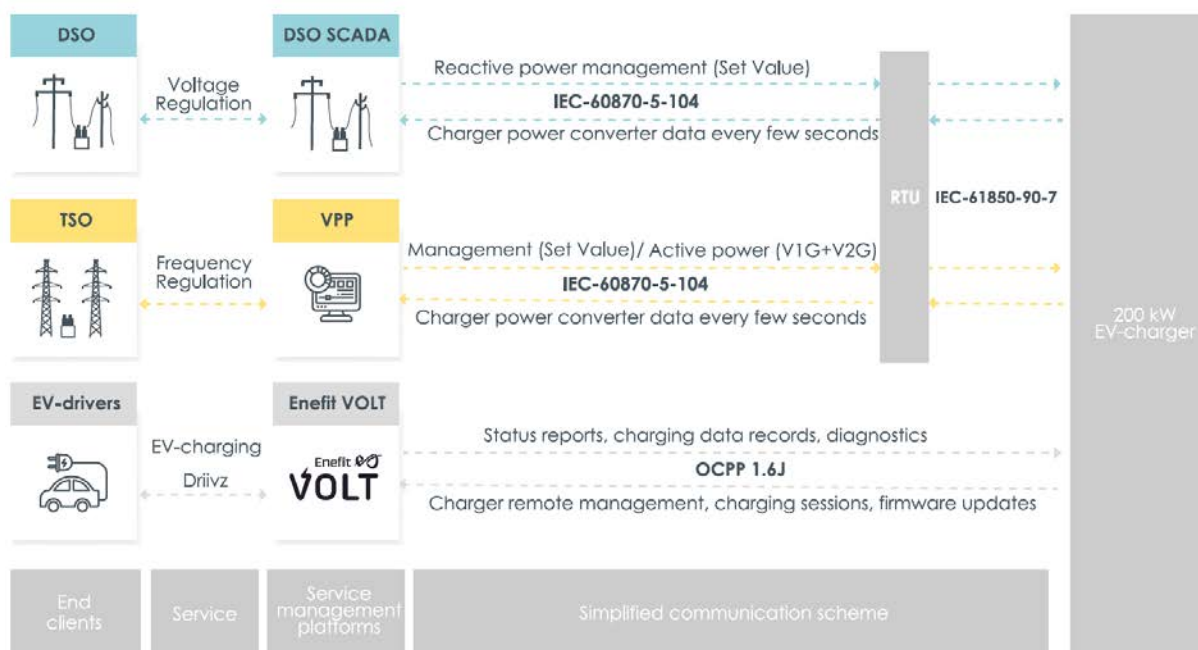 DSO
DSO SCADA
Voltage
Regulation
Reactive power management (Set Value)
IEC-60870-5-104
Charger power converter data every few seconds
RTU
IEC-61850-90-7
TSO
VPP
Frequency
Regulation
Management (Set Value)/ Active power (V1G+V2G)
IEC-60870-5-104
Charger power converter data every few seconds
200 kW
EV-charger
EV-drivers
Enefit VOLT
EV-charging
Driivz
Enefit
VOLT
Status reports, charging data records, diagnostics
OCPP 1.6J
Charger remote management, charging sessions, firmware updates
End
clients
Service
Service
management
platforms
Simplified communication scheme